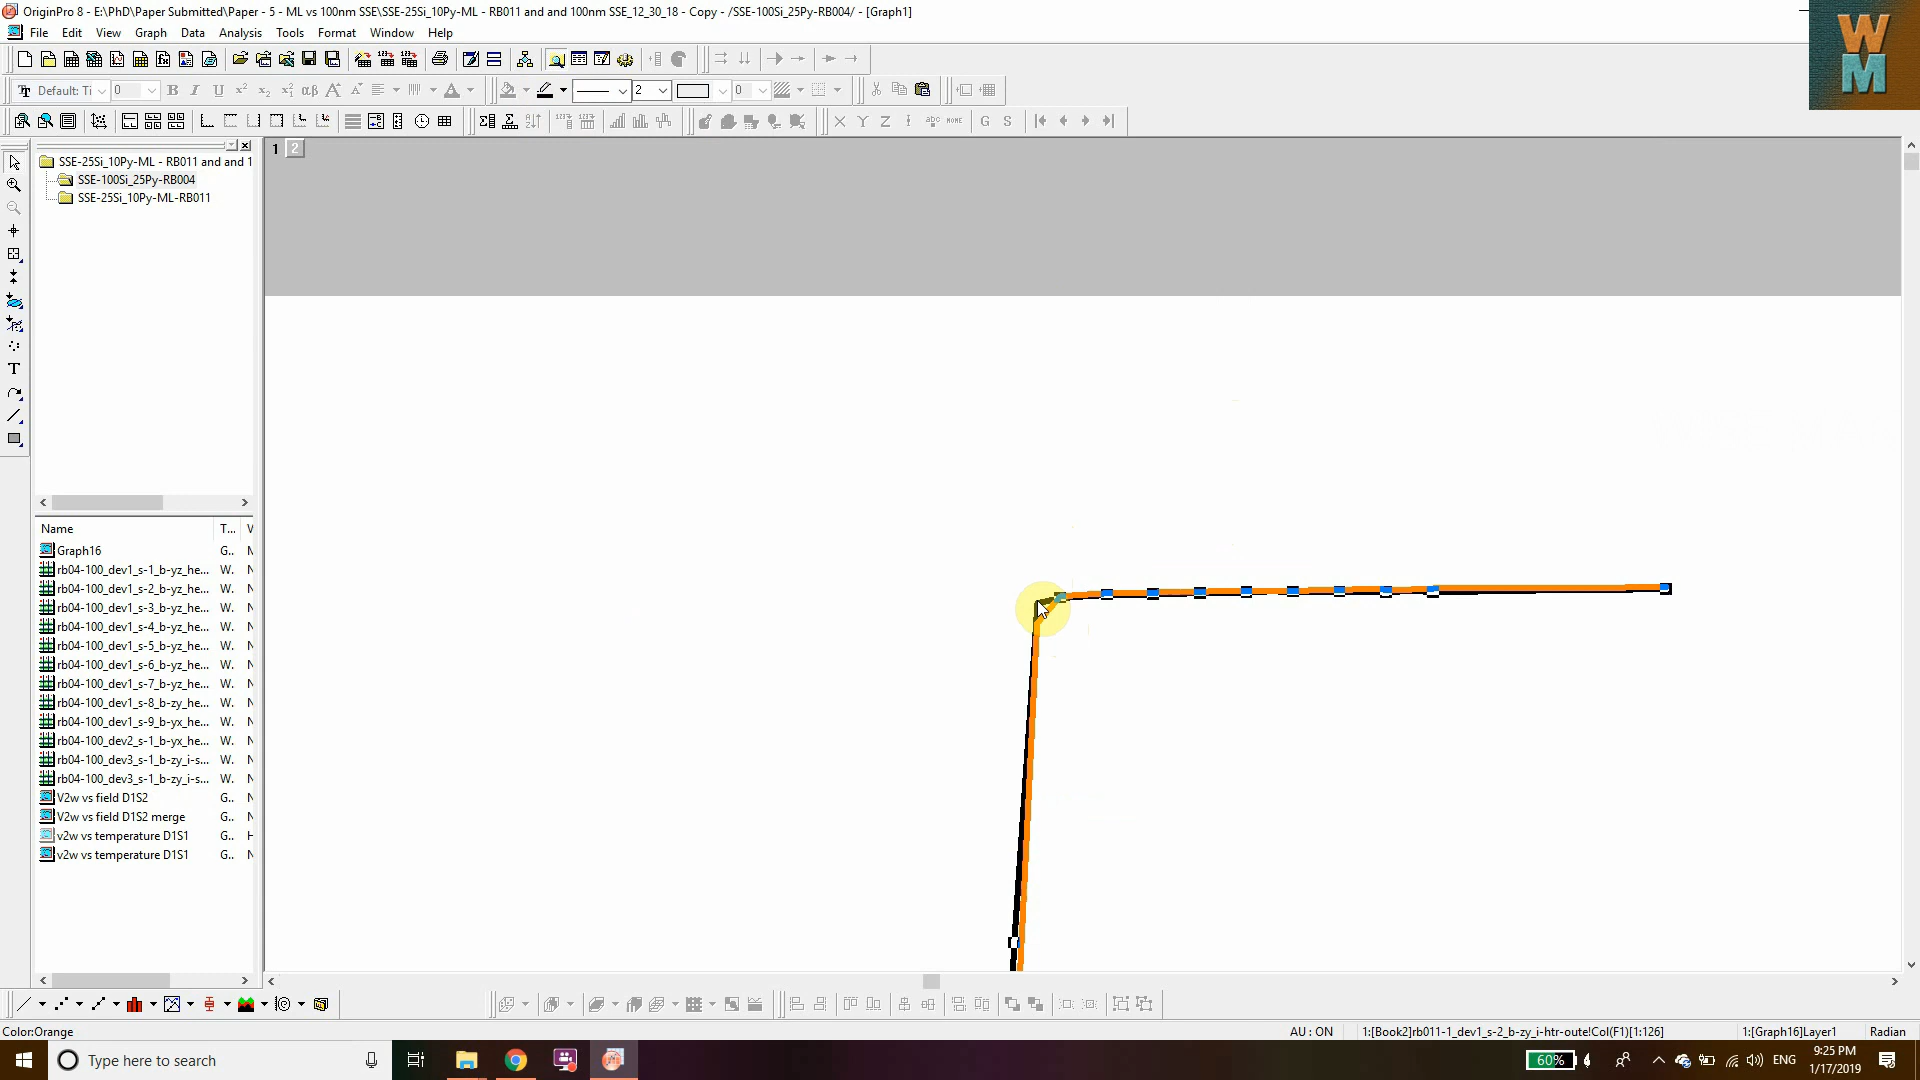 OriginPro 8 - E:\PhD\Paper Submitted\Paper - 5 - ML vs 100nm SSE\SSE-25Si_10Py-ML - RB011 and and 100nm SSE_12_30_18 - Copy - /SSE-100Si_25Py-RB004/ - [Graph1]
File Edit View Graph Data Analysis Tools Format Window Help
Default: Ti 0 B I U 2 0
1 2
SSE-25Si_10Py-ML - RB011 and and 1
SSE-100Si_25Py-RB004
SSE-25Si_10Py-ML-RB011
Name T... V
Graph16 G.. N
rb04-100_dev1_s-1_b-yz_he... W. N
rb04-100_dev1_s-2_b-yz_he... W. N
rb04-100_dev1_s-3_b-yz_he... W. N
rb04-100_dev1_s-4_b-yz_he... W. N
rb04-100_dev1_s-5_b-yz_he... W. N
rb04-100_dev1_s-6_b-yz_he... W. N
rb04-100_dev1_s-7_b-yz_he... W. N
rb04-100_dev1_s-8_b-zy_he... W. N
rb04-100_dev1_s-9_b-yx_he... W. N
rb04-100_dev2_s-1_b-yx_he... W. N
rb04-100_dev3_s-1_b-zy_i-s... W. N
rb04-100_dev3_s-1_b-zy_i-s... W. N
V2w vs field D1S2 G.. N
V2w vs field D1S2 merge G.. N
v2w vs temperature D1S1 G.. H
v2w vs temperature D1S1 G.. N
Color:Orange AU : ON 1:[Book2]rb011-1_dev1_s-2_b-zy_i-htr-oute!Col(F1)[1:126] 1:[Graph16]Layer1 Radian
Type here to search 60% ENG 9:25 PM
1/17/2019
WM